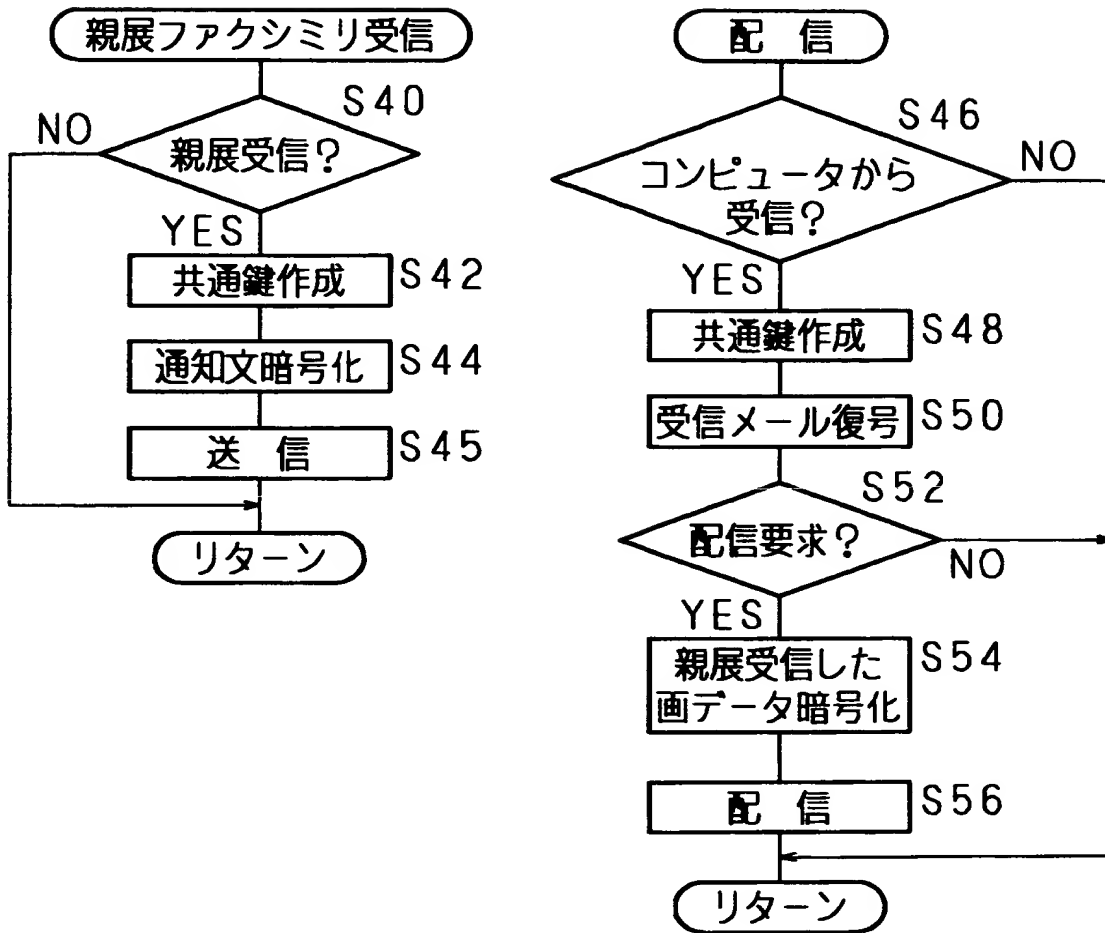 親展ファクシミリ受信
S40
NO
親展受信?
YES
共通鍵作成
S42
通知文暗号化
S44
送 信
S45
リターン
配 信
S46
NO
コンピュータから
受信?
YES
共通鍵作成
S48
受信メール復号
S50
S52
配信要求?
NO
YES
親展受信した
画データ暗号化
S54
配 信
S56
リターン